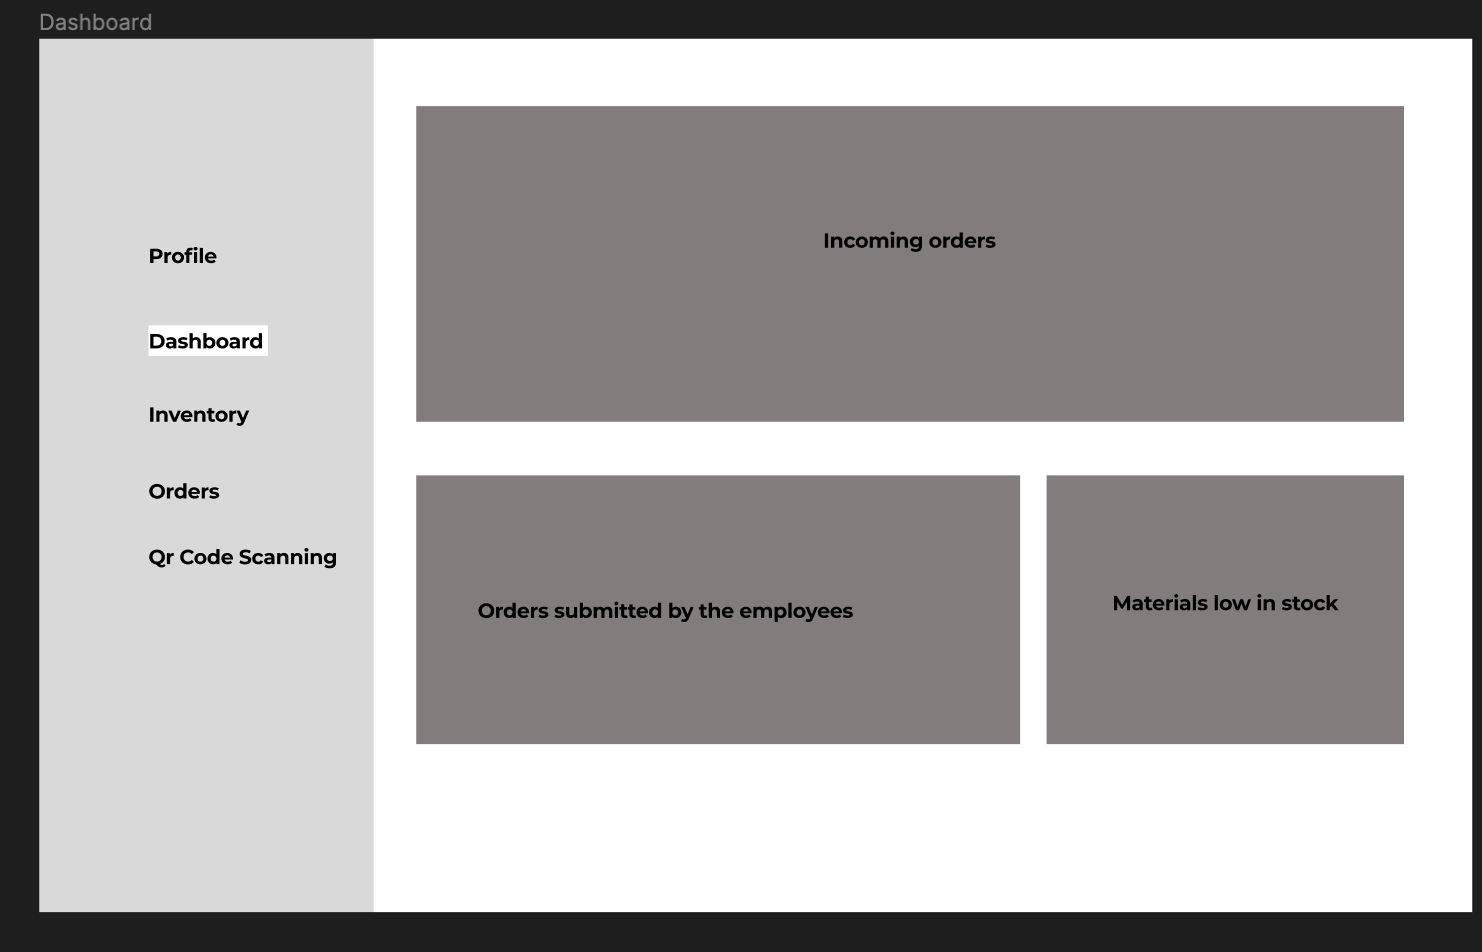 Dashboard
Profile
Dashboard
Inventory
Orders
Qr Code Scanning
Incoming orders
Orders submitted by the employees
Materials low in stock